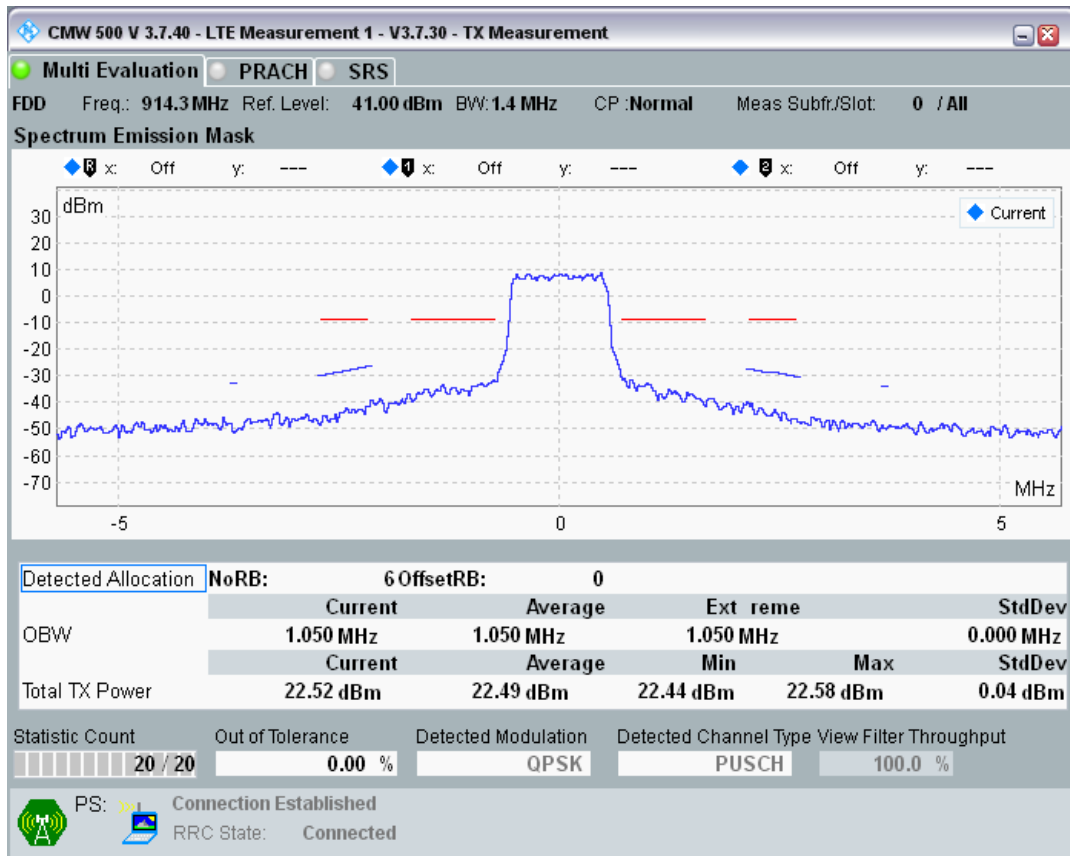 CMW 500 V 3.7.40 - LTE Measurement 1 - V3.7.30 - TX Measurement
Multi Evaluation PRACH SRS
FDD Freq.: 914.3 MHz Ref. Level: 41.00 dBm BW: 1.4 MHz CP :Normal Meas Subfr./Slot: 0 / All
Spectrum Emission Mask
R x: Off y: --- 1 x: Off y: --- 2 x: Off y: ---
dBm
Current
30
20
10
0
-10
-20
-30
-40
-50
-60
-70
MHz
-5 0 5
Detected Allocation NoRB: 6 OffsetRB: 0
Current Average Ext reme StdDev
OBW 1.050 MHz 1.050 MHz 1.050 MHz 0.000 MHz
Current Average Min Max StdDev
Total TX Power 22.52 dBm 22.49 dBm 22.44 dBm 22.58 dBm 0.04 dBm
Statistic Count Out of Tolerance Detected Modulation Detected Channel Type View Filter Throughput
20 / 20 0.00 % QPSK PUSCH 100.0 %
PS: Connection Established
RRC State: Connected